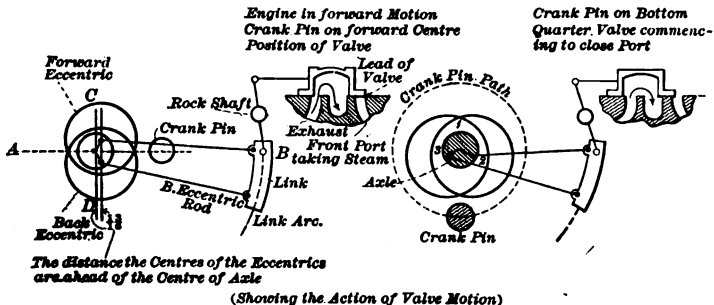 Engine in forward Motion
Crank Pin on forward Centre
Position of Valve
Crank Pin on Bottom
Quarter. Valve commenc-
ing to close Port
Forward
Eccentric
C
Lead of
Valve
Rock Shaft
Crank Pin
Exhaust
Front Port
taking Steam
A
B
Link
B. Eccentric
Rod
D
Back
Eccentric
Link Arc.
The distance the Centres of the Eccentrics
are ahead of the Centre of Axle
Crank Pin Path
1
3
2
Axle
Crank Pin
(Showing the Action of Valve Motion)